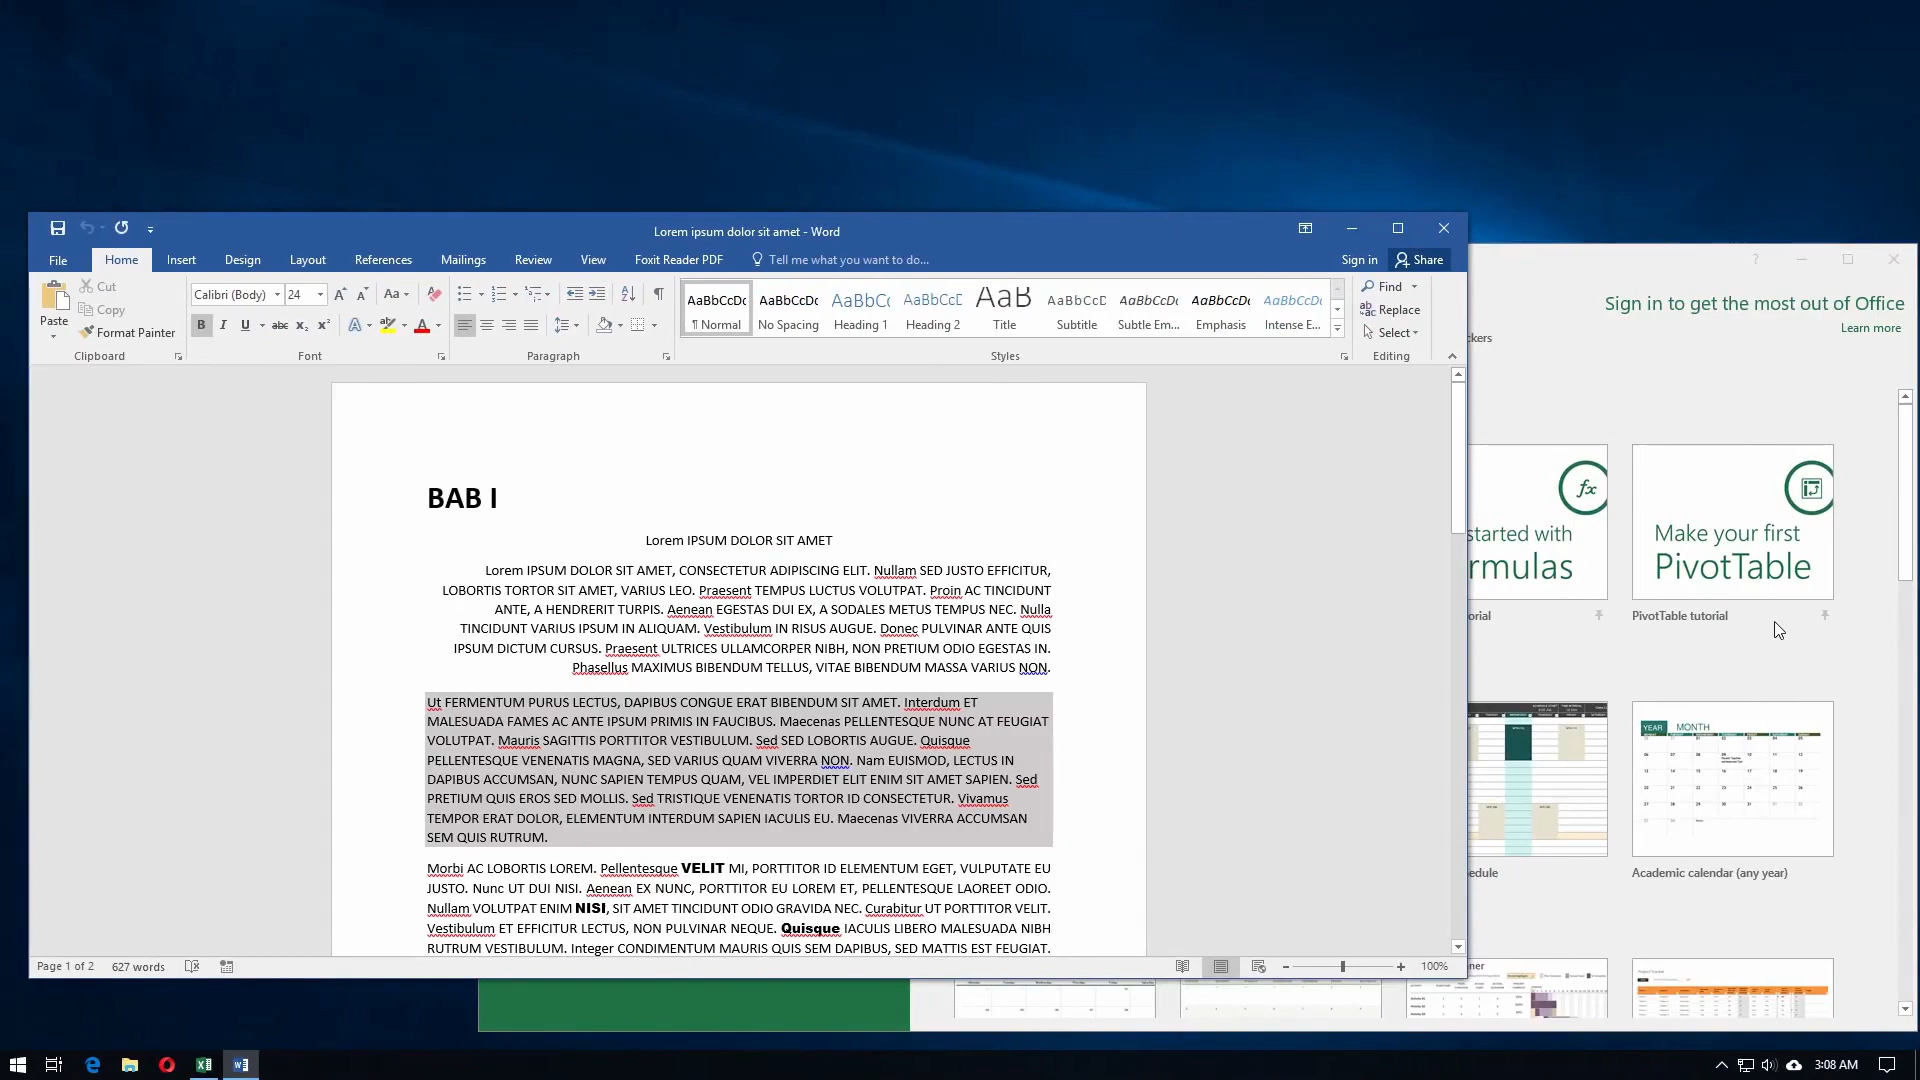 Lorem ipsum dolor sit amet - Word
File Home Insert Design Layout References Mailings Review View Foxit Reader PDF Tell me what you want to do... Sign in Share
Paste
Cut
Copy
Format Painter
Clipboard
Calibri (Body) 24
Font
Paragraph
AaBbCcDc AaBbCcDc AaBbCc AaBbCcD AaB AaBbCcD AaBbCcDc AaBbCcDc AaBbCcDc
¶ Normal No Spacing Heading 1 Heading 2 Title Subtitle Subtle Em... Emphasis Intense E...
Styles
Find
Replace
Select
Editing
BAB I
Lorem IPSUM DOLOR SIT AMET
Lorem IPSUM DOLOR SIT AMET, CONSECTETUR ADIPISCING ELIT. Nullam SED JUSTO EFFICITUR,
LOBORTIS TORTOR SIT AMET, VARIUS LEO. Praesent TEMPUS LUCTUS VOLUTPAT. Proin AC TINCIDUNT
ANTE, A HENDRERIT TURPIS. Aenean EGESTAS DUI EX, A SODALES METUS TEMPUS NEC. Nulla
TINCIDUNT VARIUS IPSUM IN ALIQUAM. Vestibulum IN RISUS AUGUE. Donec PULVINAR ANTE QUIS
IPSUM DICTUM CURSUS. Praesent ULTRICES ULLAMCORPER NIBH, NON PRETIUM ODIO EGESTAS IN.
Phasellus MAXIMUS BIBENDUM TELLUS, VITAE BIBENDUM MASSA VARIUS NON.
Ut FERMENTUM PURUS LECTUS, DAPIBUS CONGUE ERAT BIBENDUM SIT AMET. Interdum ET
MALESUADA FAMES AC ANTE IPSUM PRIMIS IN FAUCIBUS. Maecenas PELLENTESQUE NUNC AT FEUGIAT
VOLUTPAT. Mauris SAGITTIS PORTTITOR VESTIBULUM. Sed SED LOBORTIS AUGUE. Quisque
PELLENTESQUE VENENATIS MAGNA, SED VARIUS QUAM VIVERRA NON. Nam EUISMOD, LECTUS IN
DAPIBUS ACCUMSAN, NUNC SAPIEN TEMPUS QUAM, VEL IMPERDIET ELIT ENIM SIT AMET SAPIEN. Sed
PRETIUM QUIS EROS SED MOLLIS. Sed TRISTIQUE VENENATIS TORTOR ID CONSECTETUR. Vivamus
TEMPOR ERAT DOLOR, ELEMENTUM INTERDUM SAPIEN IACULIS EU. Maecenas VIVERRA ACCUMSAN
SEM QUIS RUTRUM.
Morbi AC LOBORTIS LOREM. Pellentesque VELIT MI, PORTTITOR ID ELEMENTUM EGET, VULPUTATE EU
JUSTO. Nunc UT DUI NISI. Aenean EX NUNC, PORTTITOR EU LOREM ET, PELLENTESQUE LAOREET ODIO.
Nullam VOLUTPAT ENIM NISI, SIT AMET TINCIDUNT ODIO GRAVIDA NEC. Curabitur UT PORTTITOR VELIT.
Vestibulum ET EFFICITUR LECTUS, NON PULVINAR NEQUE. Quisque IACULIS LIBERO MALESUADA NIBH
RUTRUM VESTIBULUM. Integer CONDIMENTUM MAURIS QUIS SEM DAPIBUS, SED MATTIS EST FEUGIAT.
Page 1 of 2 627 words 100%
Sign in to get the most out of Office
Learn more
ckers
started with
rmulas
orial
Make your first
PivotTable
PivotTable tutorial
YEAR MONTH
edule
Academic calendar (any year)
ner
3:08 AM